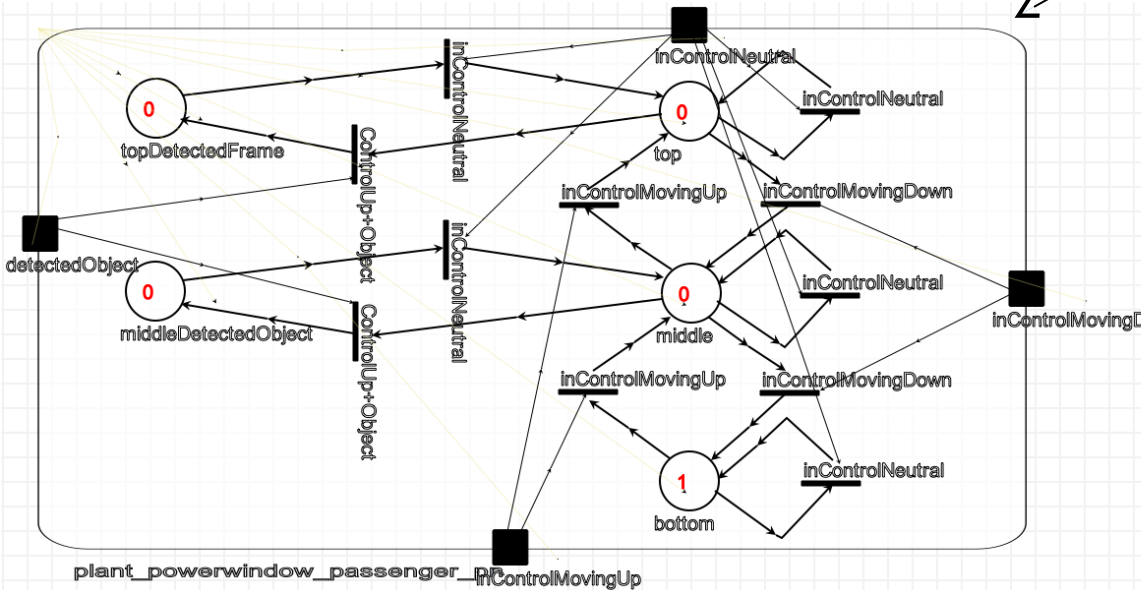 inControlNeutral
inControlNeutral
inControlNeutral
0
0
topDetectedFrame
top
ControlUp+Object
inControlMovingUp
inControlMovingDown
detectedObject
inControlNeutral
inControlNeutral
0
0
middleDetectedObject
middle
ControlUp+Object
inControlMovingD
inControlMovingUp
inControlMovingDown
inControlNeutral
1
bottom
plant_powerwindow_passenger_pn
inControlMovingUp